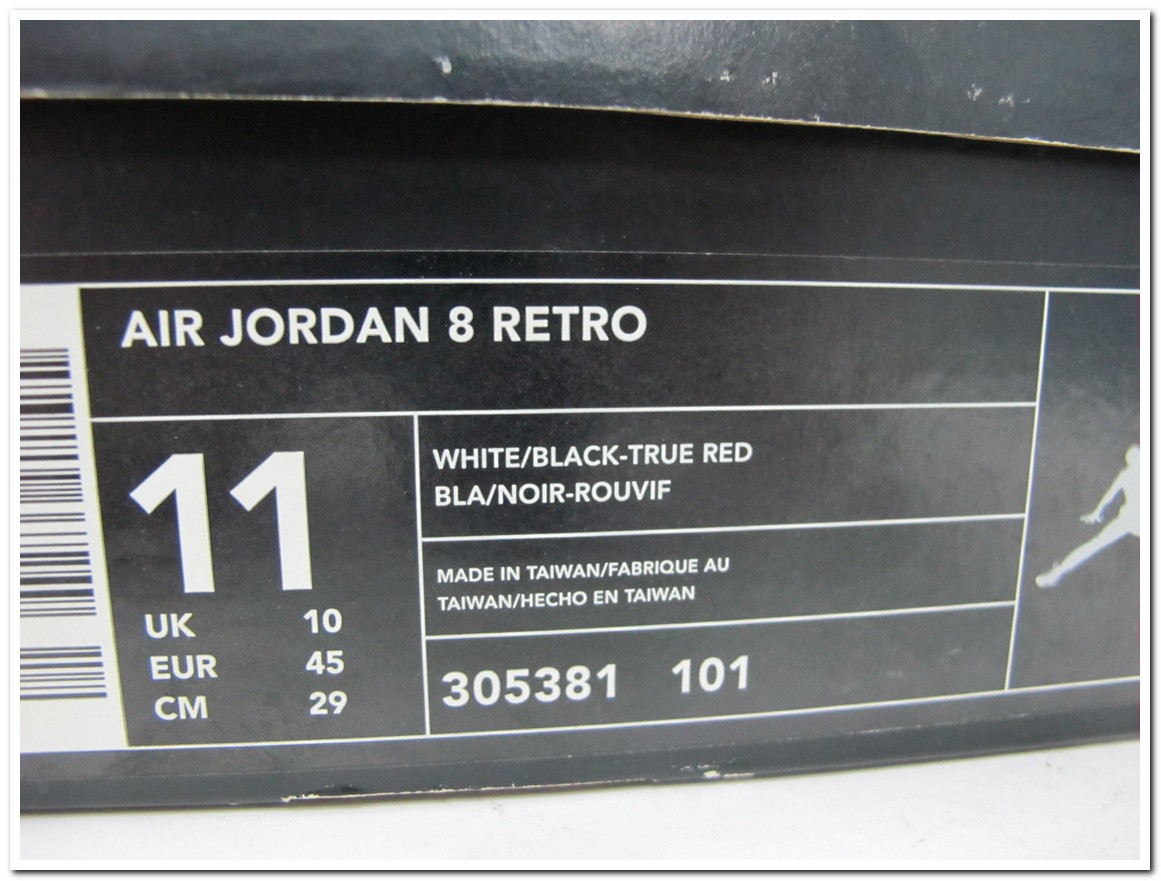 AIR JORDAN 8 RETRO
11
UK 10
EUR 45
CM 29
WHITE/BLACK-TRUE RED
BLA/NOIR-ROUVIF
MADE IN TAIWAN/FABRIQUE AU
TAIWAN/HECHO EN TAIWAN
305381 101